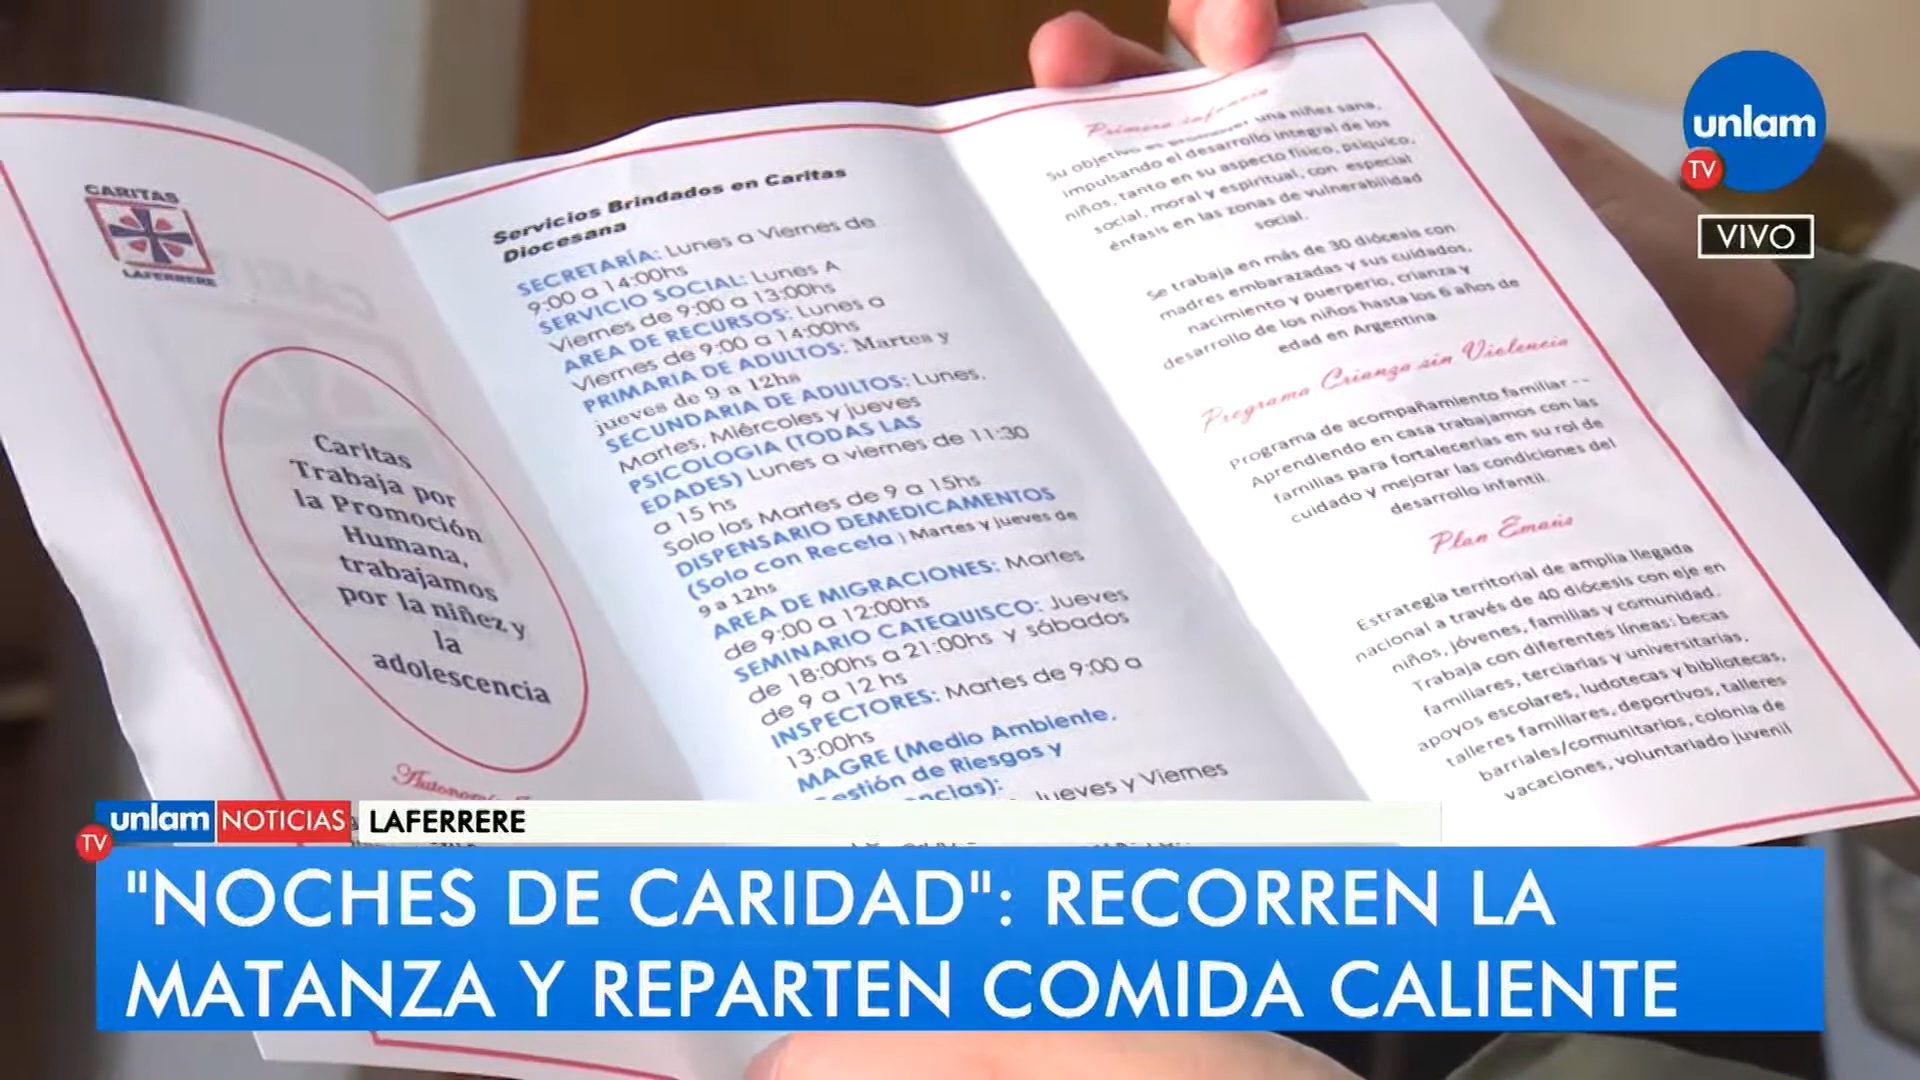 CARITAS
LAFERRERE
Caritas
Trabaja por
la Promoción
Humana,
trabajamos
por la niñez y
la
adolescencia
Servicios Brindados en Caritas
Diocesana
SECRETARÍA: Lunes a Viernes de
9:00 a 14:00hs
SERVICIO SOCIAL: Lunes A
Viernes de 9:00 a 13:00hs
AREA DE RECURSOS: Lunes a
Viernes de 9:00 a 14:00hs
PRIMARIA DE ADULTOS: Martes y
jueves de 9 a 12hs
SECUNDARIA DE ADULTOS: Lunes,
Martes, Miércoles y jueves
PSICOLOGIA (TODAS LAS
EDADES) Lunes a viernes de 11:30
a 15 hs
Solo los Martes de 9 a 15hs
DISPENSARIO DEMEDICAMENTOS
(Solo con Receta ) Martes y jueves de
9 a 12hs
AREA DE MIGRACIONES: Martes
de 9:00 a 12:00hs
SEMINARIO CATEQUISCO: Jueves
de 18:00hs a 21:00hs y sábados
de 9 a 12 hs
INSPECTORES: Martes de 9:00 a
13:00hs
MAGRE (Medio Ambiente,
Gestión de Riesgos y
Jueves y Viernes
Primera infancia
Su objetivo es promover una niñez sana,
impulsando el desarrollo integral de los
niños, tanto en su aspecto físico, psíquico,
social, moral y espiritual, con especial
énfasis en las zonas de vulnerabilidad
social.
Se trabaja en más de 30 diócesis con
madres embarazadas y sus cuidados,
nacimiento y puerperio, crianza y
desarrollo de los niños hasta los 6 años de
edad en Argentina
Programa Crianza sin Violencia
Programa de acompañamiento familiar --
Aprendiendo en casa trabajamos con las
familias para fortalecerlas en su rol de
cuidado y mejorar las condiciones del
desarrollo infantil.
Plan Emaús
Estrategia territorial de amplia llegada
nacional a través de 40 diócesis con eje en
niños, jóvenes, familias y comunidad.
Trabaja con diferentes líneas: becas
familiares, terciarias y universitarias,
apoyos escolares, ludotecas y bibliotecas,
talleres familiares, deportivos, talleres
barriales/comunitarios, colonia de
vacaciones, voluntariado juvenil
unlam
TV
VIVO
unlam NOTICIAS LAFERRERE
TV
"NOCHES DE CARIDAD": RECORREN LA
MATANZA Y REPARTEN COMIDA CALIENTE